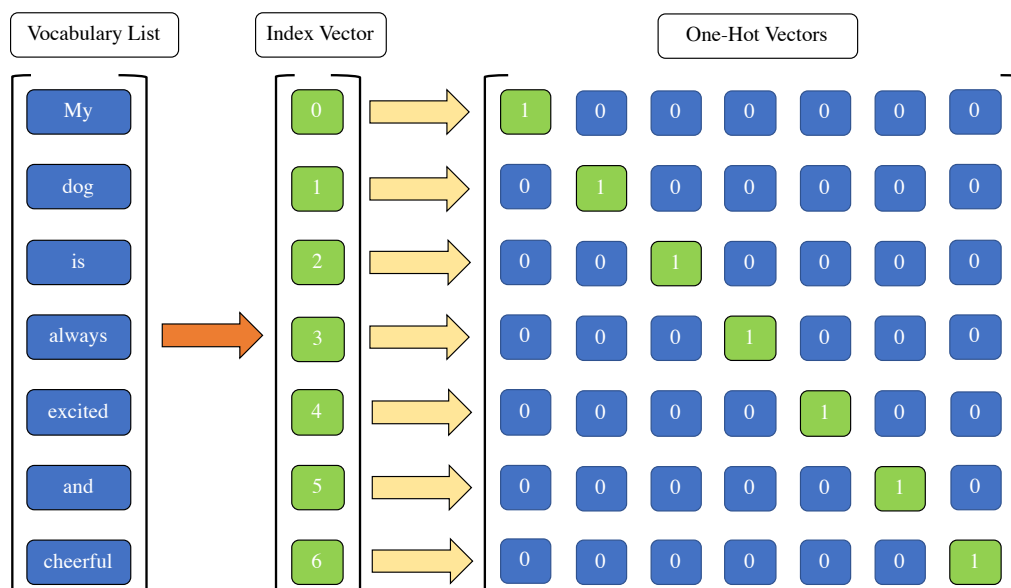 Vocabulary List Index Vector One-Hot Vectors
My 0 1 0 0 0 0 0 0
dog 1 0 1 0 0 0 0 0
is 2 0 0 1 0 0 0 0
always 3 0 0 0 1 0 0 0
excited 4 0 0 0 0 1 0 0
and 5 0 0 0 0 0 1 0
cheerful 6 0 0 0 0 0 0 1